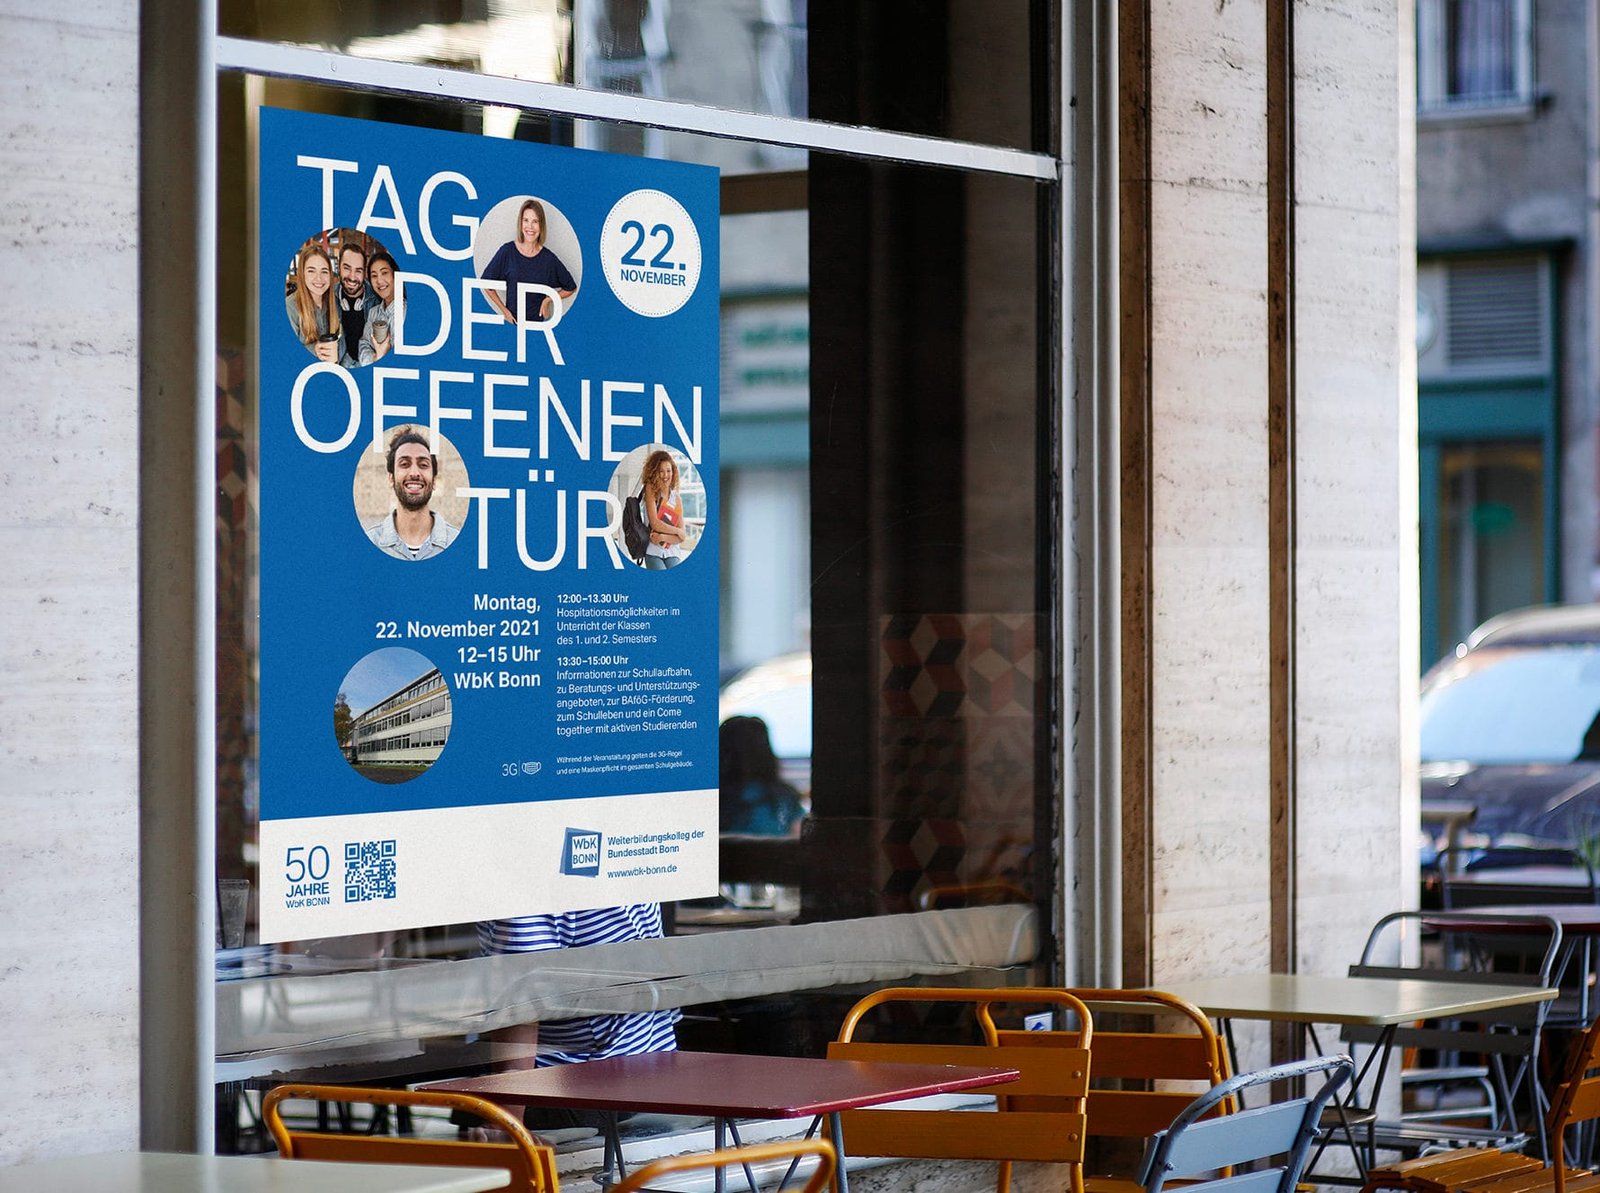 TAG
DER
OFFENEN
TÜR
22.
NOVEMBER
Montag,
22. November 2021
12–15 Uhr
WbK Bonn
12:00–13.30 Uhr
Hospitationsmöglichkeiten im
Unterricht der Klassen
des 1. und 2. Semesters
13:30–15:00 Uhr
Informationen zur Schullaufbahn,
zu Beratungs- und Unterstützungs-
angeboten, zur BAföG-Förderung,
zum Schulleben und ein Come
together mit aktiven Studierenden
3G
Während der Veranstaltung gelten die 3G-Regel
und eine Maskenpflicht im gesamten Schulgebäude.
50
JAHRE
WbK BONN
WbK
BONN
Weiterbildungskolleg der
Bundesstadt Bonn
www.wbk-bonn.de